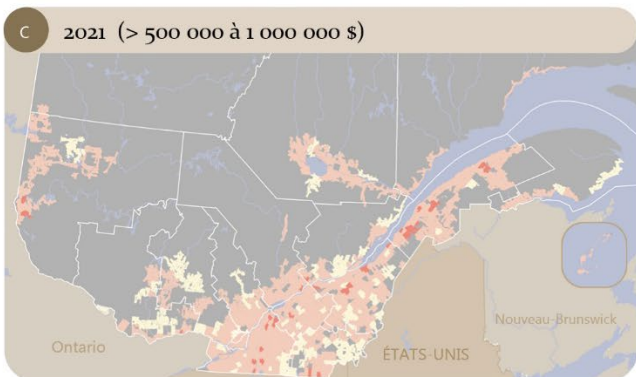 C 2021 (> 500 000 à 1 000 000 $)
Ontario
ÉTATS-UNIS
Nouveau-Brunswick